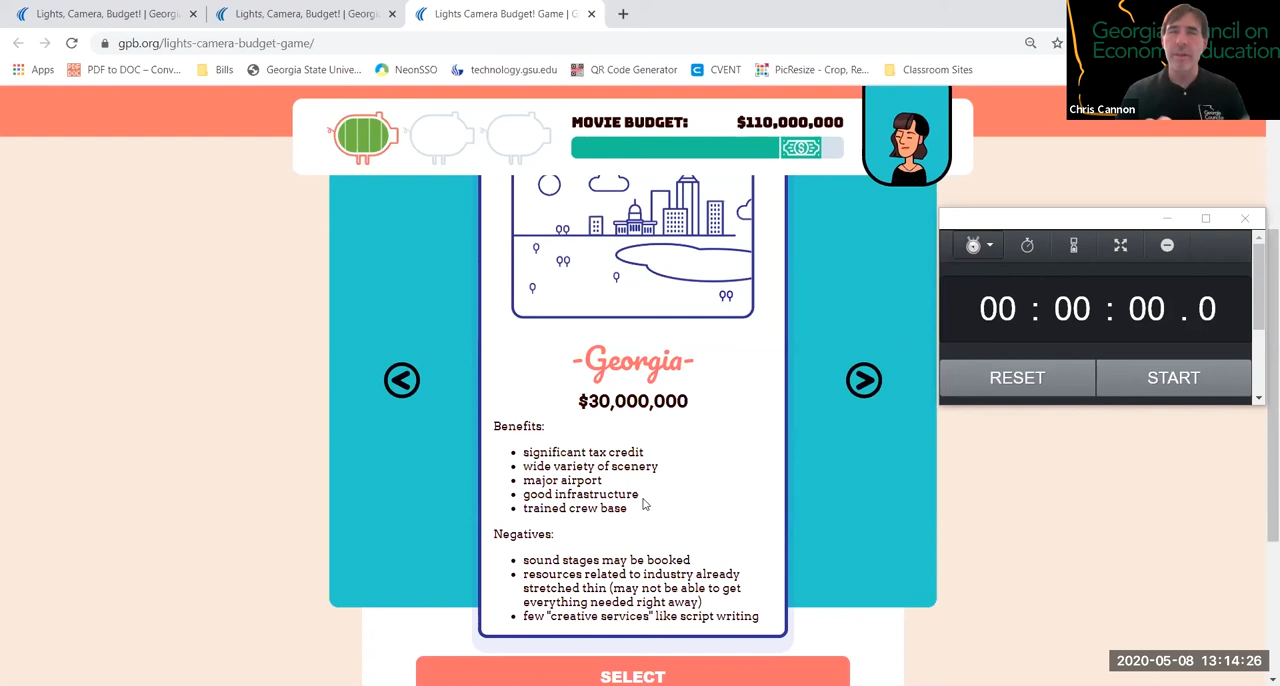 Lights, Camera, Budget! | Georgi
Lights, Camera, Budget! | Georgi
Lights Camera Budget! Game | G
gpb.org/lights-camera-budget-game/
Apps
PDF to DOC – Conv...
Bills
Georgia State Unive...
NeonSSO
technology.gsu.edu
QR Code Generator
CVENT
PicResize - Crop, Re...
Classroom Sites
Georgia Council on
Economic Education
Chris Cannon
MOVIE BUDGET: $110,000,000
-Georgia-
$30,000,000
Benefits:
• significant tax credit
• wide variety of scenery
• major airport
• good infrastructure
• trained crew base
Negatives:
• sound stages may be booked
• resources related to industry already
stretched thin (may not be able to get
everything needed right away)
• few "creative services" like script writing
SELECT
00 : 00 : 00 . 0
RESET START
2020-05-08 13:14:26